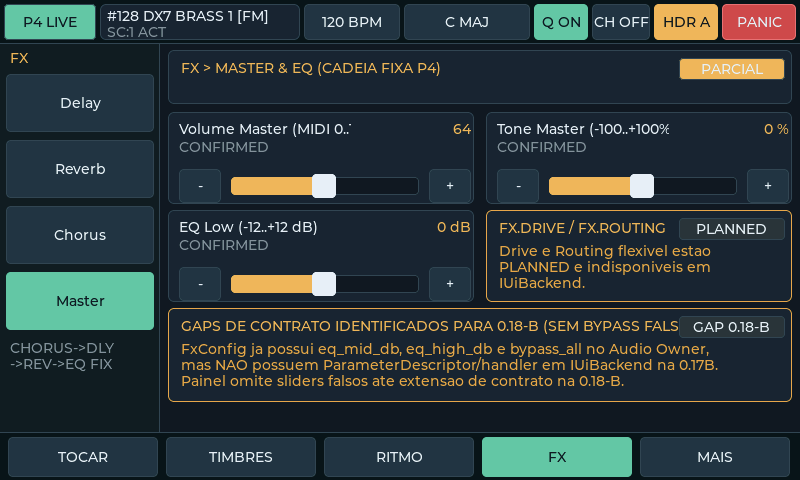 P4 LIVE
#128 DX7 BRASS 1 [FM]
SC:1 ACT
120 BPM
C MAJ
Q ON
CH OFF
HDR A
PANIC
FX
Delay
Reverb
Chorus
Master
CHORUS->DLY
->REV->EQ FIX
FX > MASTER & EQ (CADEIA FIXA P4)
PARCIAL
Volume Master (MIDI 0..
64
CONFIRMED
-
+
Tone Master (-100..+100%
0 %
CONFIRMED
-
+
EQ Low (-12..+12 dB)
0 dB
CONFIRMED
-
+
FX.DRIVE / FX.ROUTING
PLANNED
Drive e Routing flexivel estao
PLANNED e indisponiveis em
IUiBackend.
GAPS DE CONTRATO IDENTIFICADOS PARA 0.18-B (SEM BYPASS FALS
GAP 0.18-B
FxConfig ja possui eq_mid_db, eq_high_db e bypass_all no Audio Owner,
mas NAO possuem ParameterDescriptor/handler em IUiBackend na 0.17B.
Painel omite sliders falsos ate extensao de contrato na 0.18-B.
TOCAR
TIMBRES
RITMO
FX
MAIS